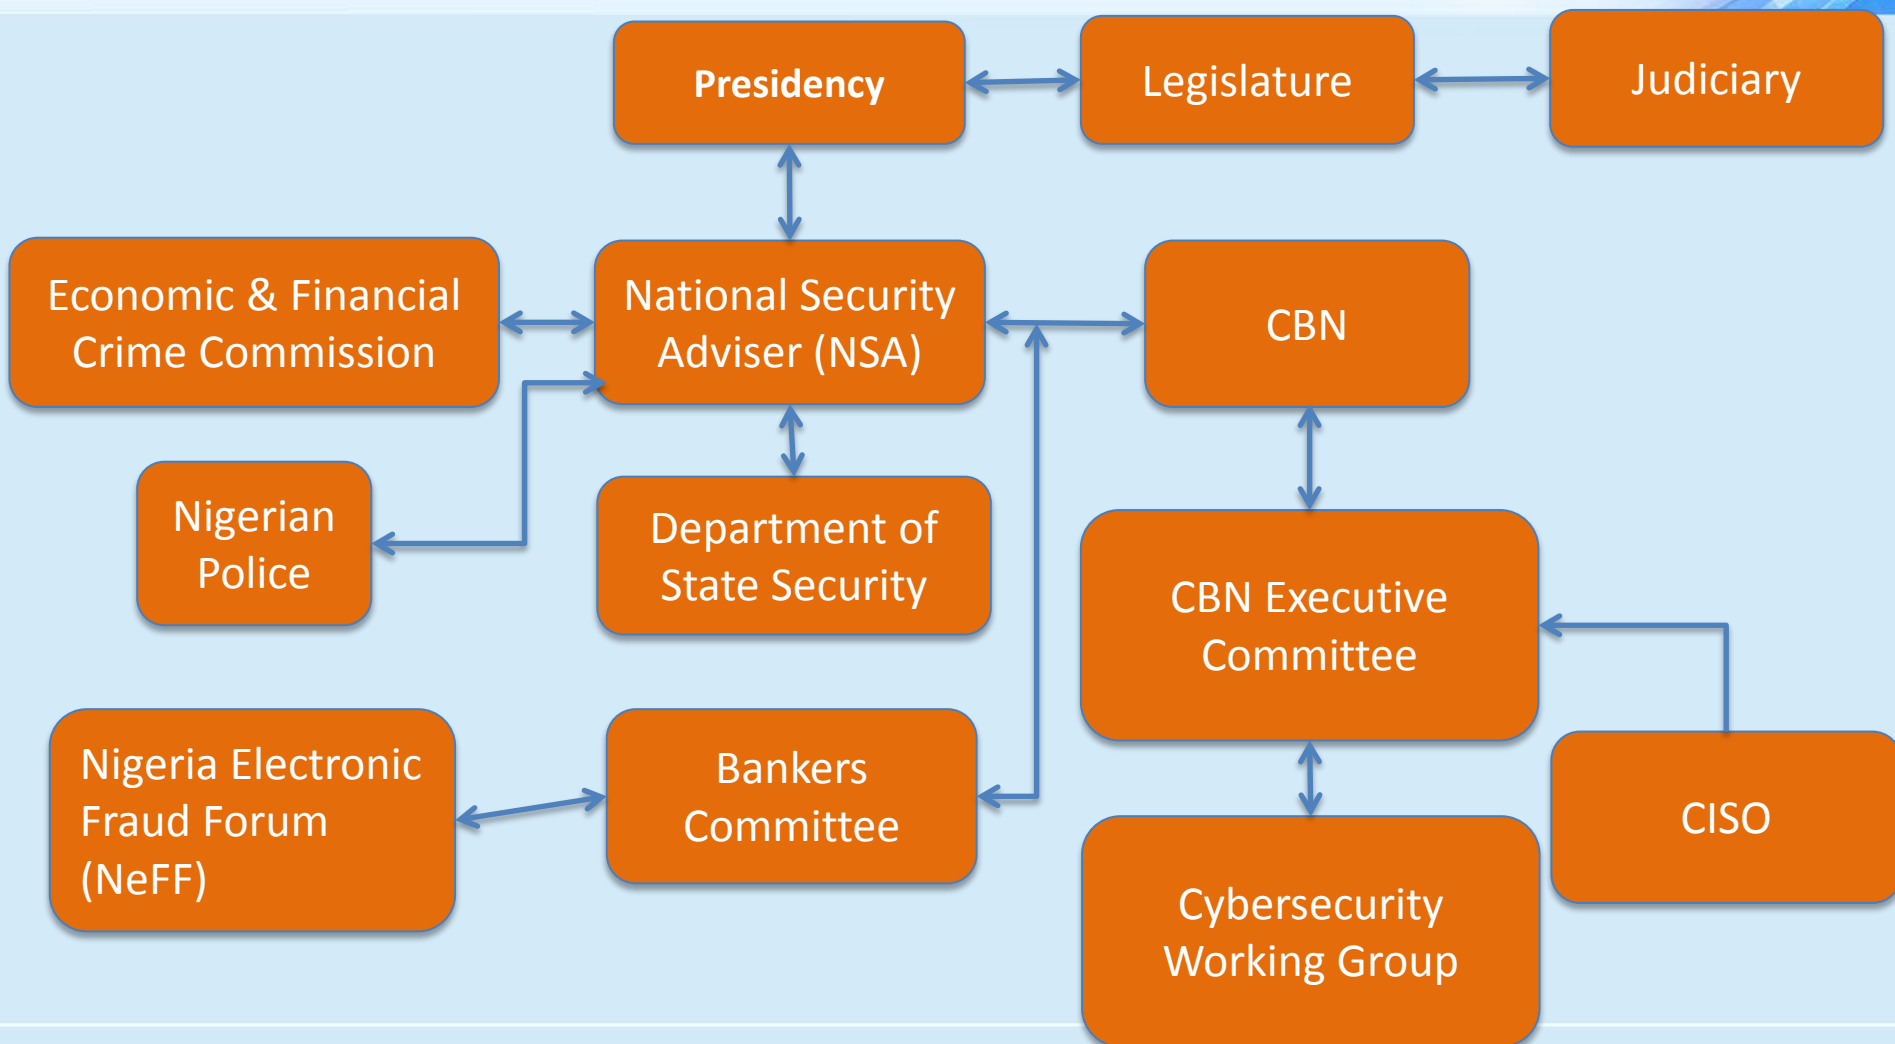 Presidency
Legislature
Judiciary
Economic & Financial
Crime Commission
National Security
Adviser (NSA)
CBN
Nigerian
Police
Department of
State Security
CBN Executive
Committee
Nigeria Electronic
Fraud Forum
(NeFF)
Bankers
Committee
CISO
Cybersecurity
Working Group